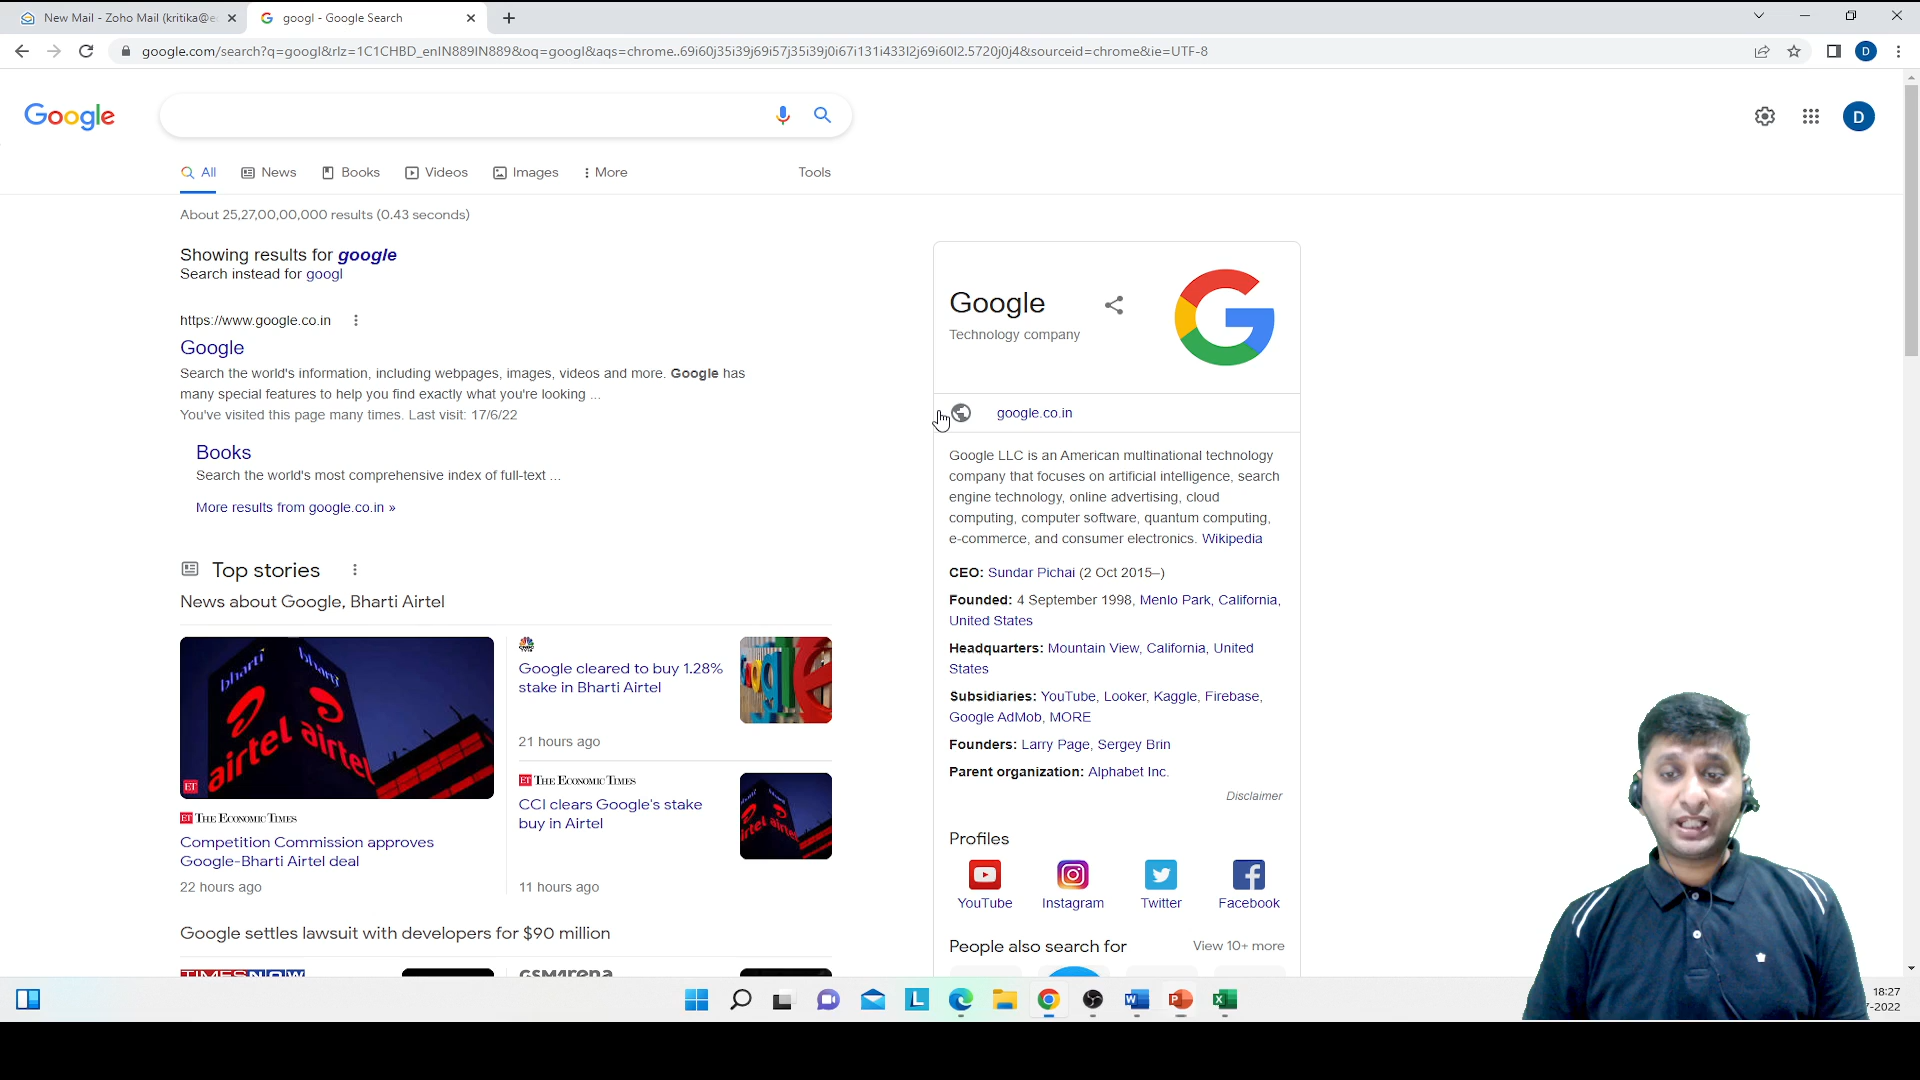 New Mail - Zoho Mail (kritika@e
googl - Google Search
google.com/search?q=googl&rlz=1C1CHBD_enIN889IN889&oq=googl&aqs=chrome..69i60j35i39j69i57j35i39j0i67i131i433l2j69i60l2.5720j0j4&sourceid=chrome&ie=UTF-8
D
Google
D
All
News
Books
Videos
Images
More
Tools
About 25,27,00,00,000 results (0.43 seconds)
Showing results for google
Search instead for googl
https://www.google.co.in
Google
Search the world's information, including webpages, images, videos and more. Google has
many special features to help you find exactly what you're looking ...
You've visited this page many times. Last visit: 17/6/22
Books
Search the world's most comprehensive index of full-text ...
More results from google.co.in »
Top stories
News about Google, Bharti Airtel
bharti bharti
airtel airtel
ET
ET THE ECONOMIC TIMES
Competition Commission approves
Google-Bharti Airtel deal
22 hours ago
Google cleared to buy 1.28%
stake in Bharti Airtel
21 hours ago
ET THE ECONOMIC TIMES
CCI clears Google's stake
buy in Airtel
11 hours ago
Google settles lawsuit with developers for $90 million
TIMES NOW
GSMArena
Google
Technology company
google.co.in
Google LLC is an American multinational technology
company that focuses on artificial intelligence, search
engine technology, online advertising, cloud
computing, computer software, quantum computing,
e-commerce, and consumer electronics. Wikipedia
CEO: Sundar Pichai (2 Oct 2015–)
Founded: 4 September 1998, Menlo Park, California,
United States
Headquarters: Mountain View, California, United
States
Subsidiaries: YouTube, Looker, Kaggle, Firebase,
Google AdMob, MORE
Founders: Larry Page, Sergey Brin
Parent organization: Alphabet Inc.
Disclaimer
Profiles
YouTube
Instagram
Twitter
Facebook
People also search for
View 10+ more
18:27
-2022